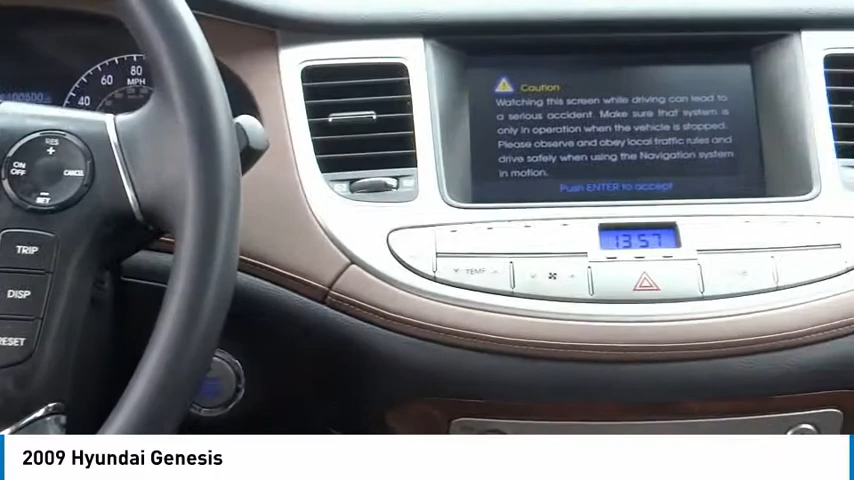 80
60
MPH
40
Caution
Watching this screen while driving can lead to
a serious accident. Make sure that system is
only in operation when the vehicle is stopped.
Please observe and obey local traffic rules and
drive safely when using the Navigation system
in motion.
Push ENTER to accept
RES
+
ON
OFF
CANCEL
-
SET
13:57
TEMP
TRIP
DISP
RESET
2009 Hyundai Genesis